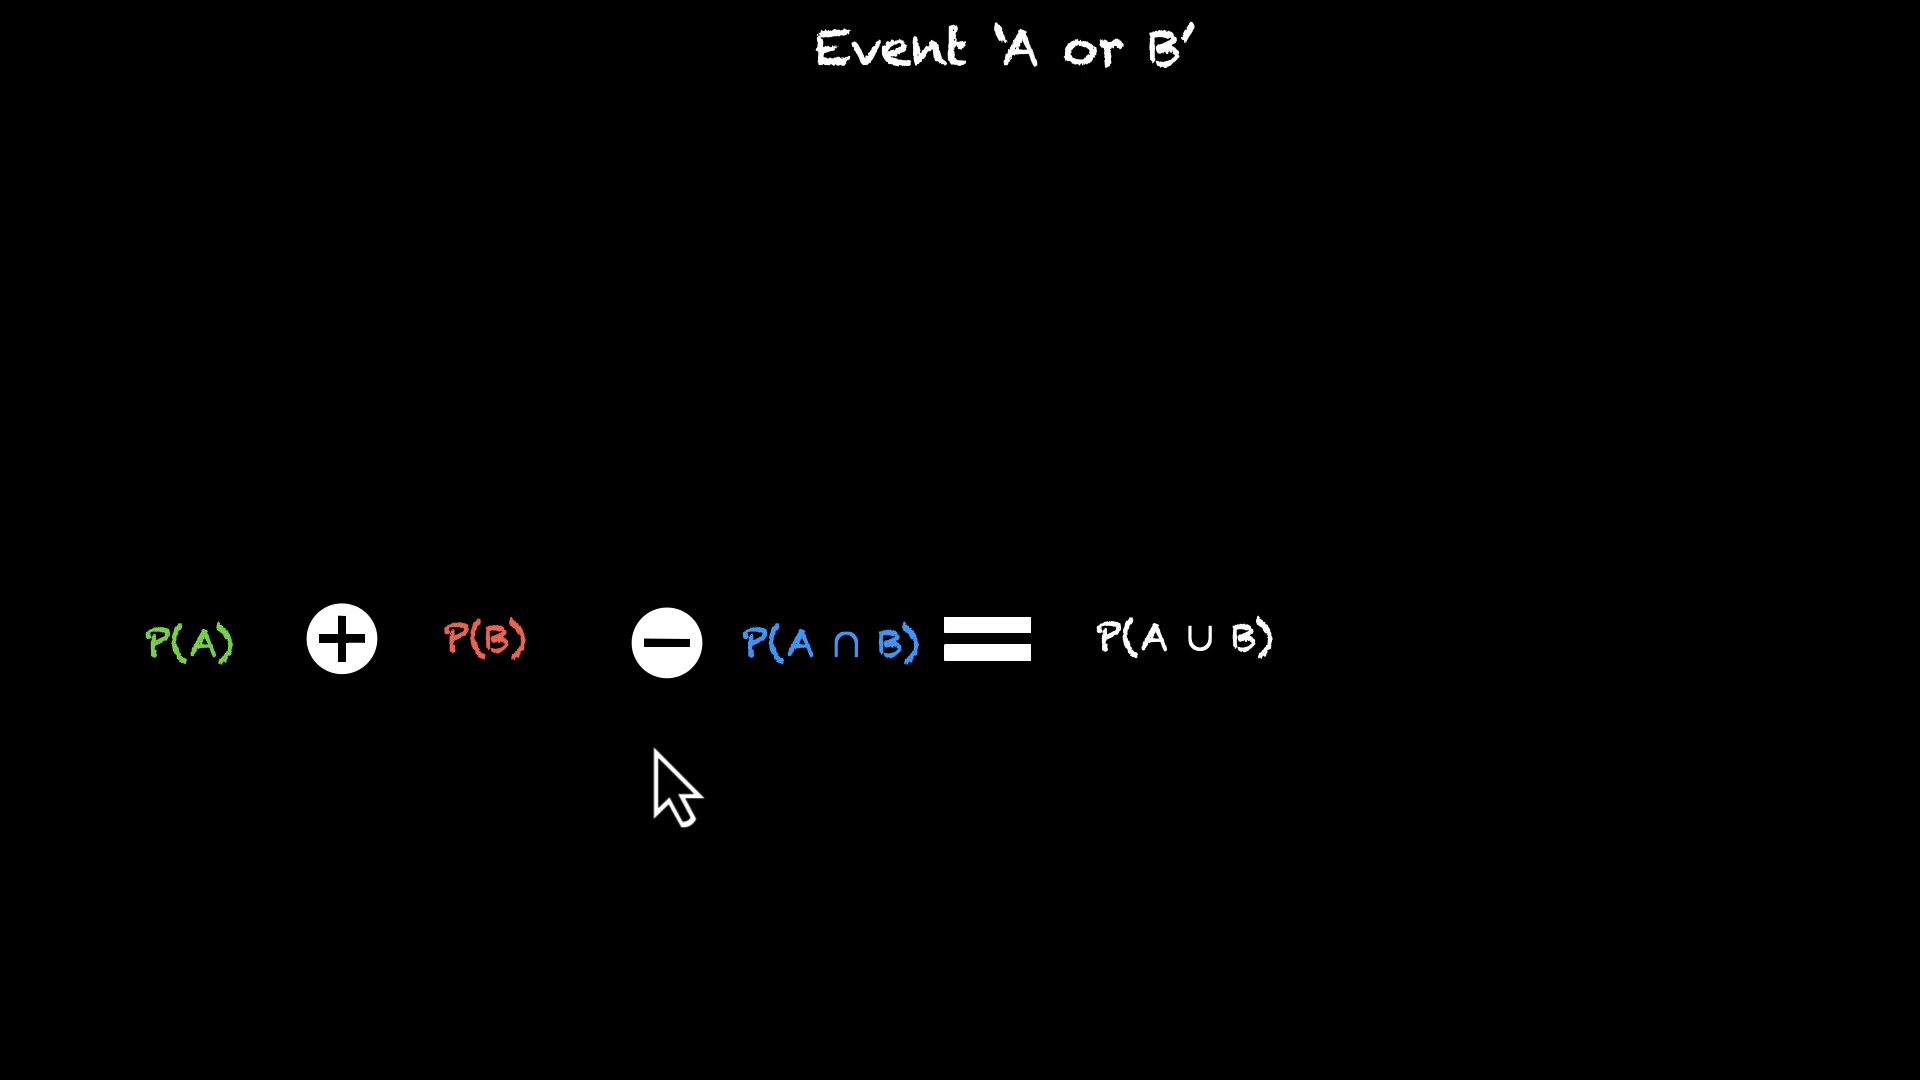 Event ‘A or B’
P(A) + P(B) − P(A ∩ B) = P(A ∪ B)